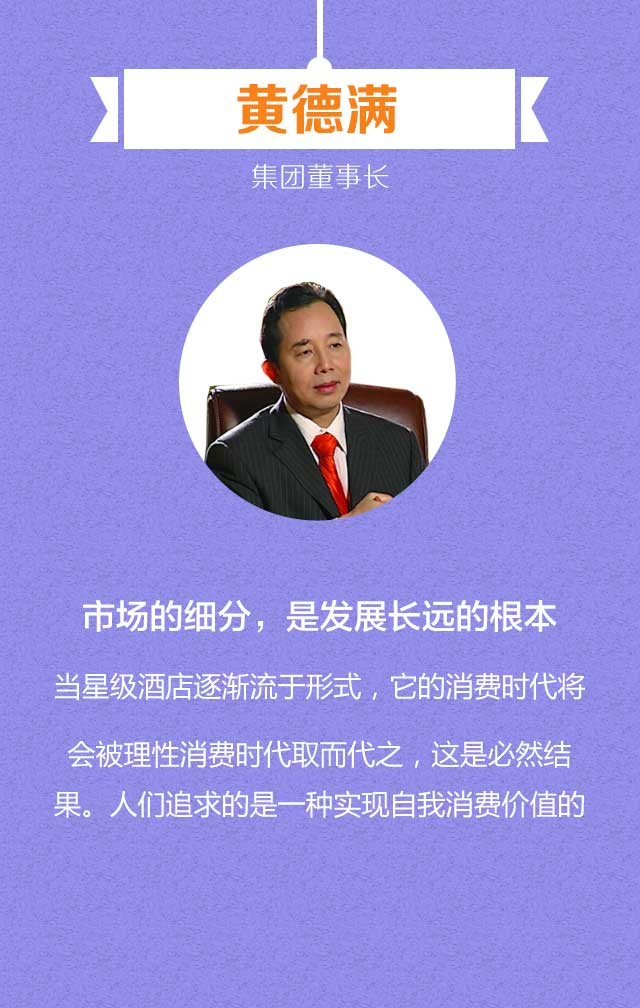 黄德满
集团董事长
市场的细分，是发展长远的根本
当星级酒店逐渐流于形式，它的消费时代将
会被理性消费时代取而代之，这是必然结
果。人们追求的是一种实现自我消费价值的